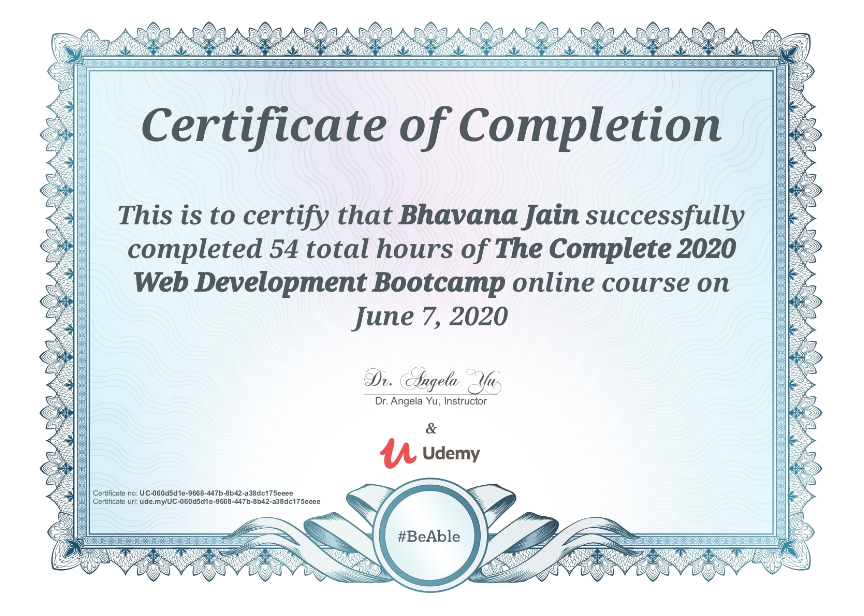 Certificate of Completion
This is to certify that Bhavana Jain successfully
completed 54 total hours of The Complete 2020
Web Development Bootcamp online course on
June 7, 2020
Dr. Angela Yu
Dr. Angela Yu, Instructor
&
Udemy
Certificate no: UC-060d5d1e-9668-447b-8b42-a38dc175eeee
Certificate url: ude.my/UC-060d5d1e-9668-447b-8b42-a38dc175eeee
#BeAble